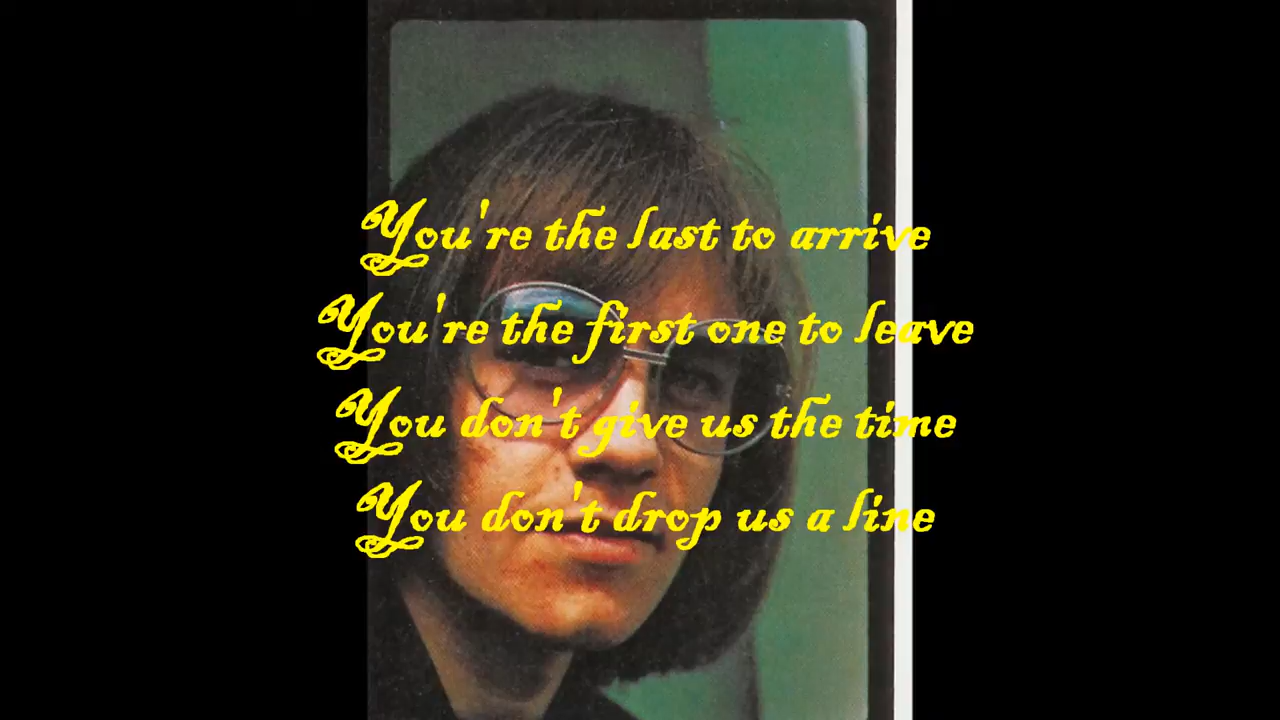 You're the last to arrive
You're the first one to leave
You don't give us the time
You don't drop us a line